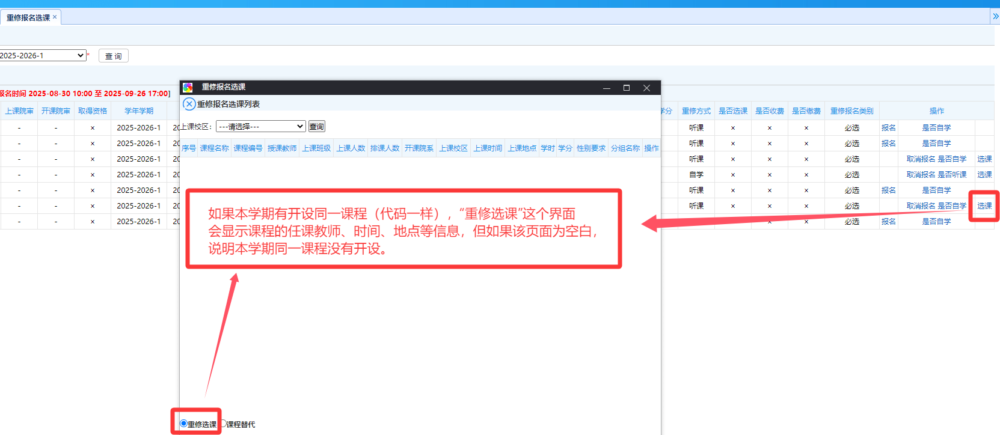 重修报名选课 ×
»
2025-2026-1 * 查 询
报名时间 2025-08-30 10:00 至 2025-09-26 17:00]
上课院审 开课院审 取得资格 学年学期
- - × 2025-2026-1 20
- - × 2025-2026-1 20
- - × 2025-2026-1 20
- - × 2025-2026-1 20
- - × 2025-2026-1 20
- - × 2025-2026-1 20
- - × 2025-2026-1 20
重修报名选课
重修报名选课列表
上课校区： ---请选择--- 查询
序号 课程名称 课程编号 授课教师 上课班级 上课人数 排课人数 开课院系 上课校区 上课时间 上课地点 学时 学分 性别要求 分组名称 操作
如果本学期有开设同一课程（代码一样），“重修选课”这个界面
会显示课程的任课教师、时间、地点等信息，但如果该页面为空白，
说明本学期同一课程没有开设。
重修选课 课程替代
学分 重修方式 是否选课 是否收费 是否缴费 重修报名类别 操作
听课 × × × 必选 报名 是否自学
听课 × × × 必选 报名 是否自学
听课 × × × 必选 取消报名 是否自学 选课
自学 × × × 必选 取消报名 是否听课 选课
听课 × × × 必选 报名 是否自学
听课 × × × 必选 取消报名 是否自学 选课
× × 必选 报名 是否自学